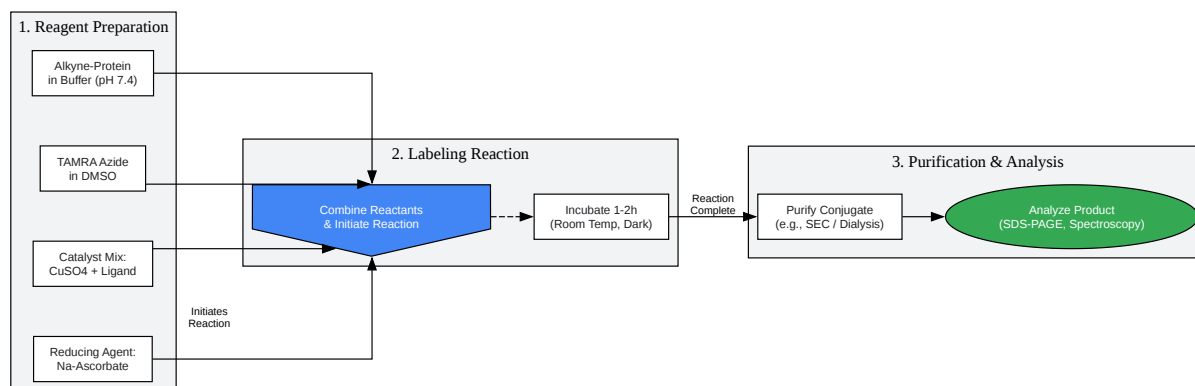 1. Reagent Preparation
Alkyne-Protein
in Buffer (pH 7.4)
TAMRA Azide
in DMSO
Catalyst Mix:
CuSO4 + Ligand
Reducing Agent:
Na-Ascorbate
Initiates
Reaction
2. Labeling Reaction
Combine Reactants
& Initiate Reaction
Incubate 1-2h
(Room Temp, Dark)
Reaction
Complete
3. Purification & Analysis
Purify Conjugate
(e.g., SEC / Dialysis)
Analyze Product
(SDS-PAGE, Spectroscopy)